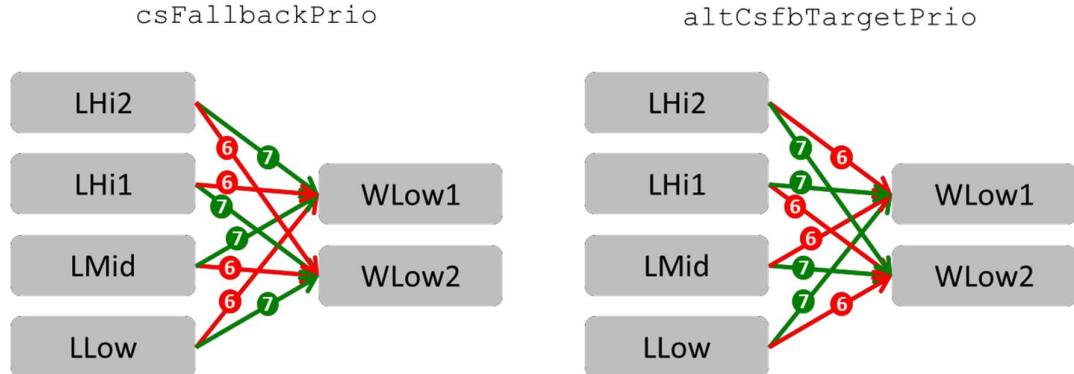 csFallbackPrio
altCsfbTargetPrio
LHi2
6
7
LHi1
6
7
WLow1
LMid
7
6
WLow2
LLow
6
7
LHi2
7
6
LHi1
7
6
WLow1
LMid
6
7
WLow2
LLow
7
6